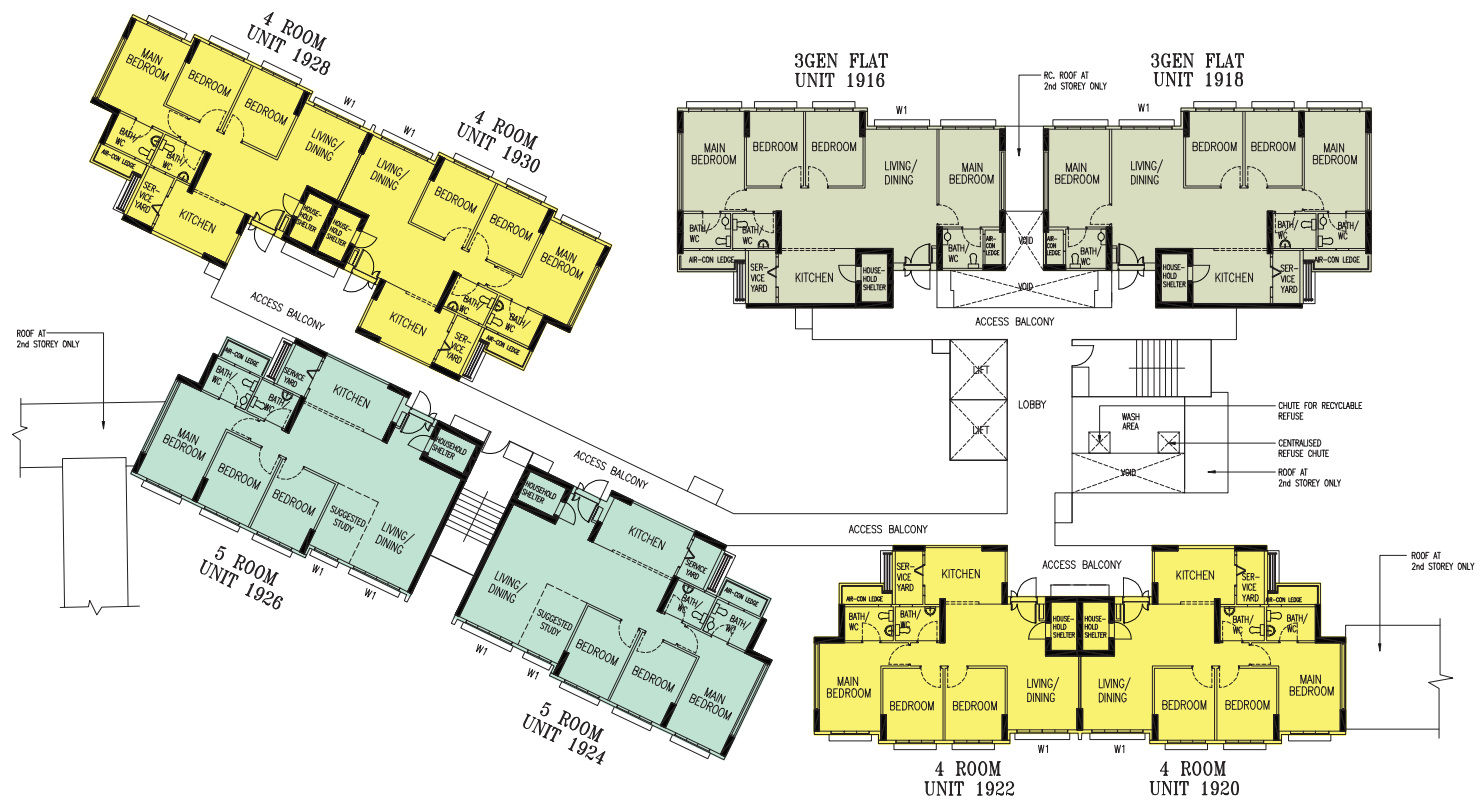 4 ROOM
UNIT 1928
MAIN
BEDROOM
BEDROOM
BEDROOM
LIVING/
DINING
W1
BATH/
WC
BATH/
WC
AIR-CON LEDGE
SER-
VICE
YARD
KITCHEN
HOUSE-
HOLD
SHELTER
4 ROOM
UNIT 1930
W1
LIVING/
DINING
BEDROOM
BEDROOM
MAIN
BEDROOM
HOUSE-
HOLD
SHELTER
BATH/
WC
BATH/
WC
KITCHEN
SER-
VICE
YARD
AIR-CON LEDGE
ACCESS BALCONY
3GEN FLAT
UNIT 1916
W1
MAIN
BEDROOM
BEDROOM
BEDROOM
LIVING/
DINING
MAIN
BEDROOM
BATH/
WC
BATH/
WC
BATH/
WC
AIR-
CON
LEDGE
AIR-CON LEDGE
SER-
VICE
YARD
KITCHEN
HOUSE-
HOLD
SHELTER
RC. ROOF AT
2nd STOREY ONLY
VOID
VOID
3GEN FLAT
UNIT 1918
W1
MAIN
BEDROOM
LIVING/
DINING
BEDROOM
BEDROOM
MAIN
BEDROOM
AIR-
CON
LEDGE
BATH/
WC
BATH/
WC
BATH/
WC
AIR-CON LEDGE
HOUSE-
HOLD
SHELTER
KITCHEN
SER-
VICE
YARD
ACCESS BALCONY
LIFT
LIFT
LOBBY
WASH
AREA
VOID
CHUTE FOR RECYCLABLE
REFUSE
CENTRALISED
REFUSE CHUTE
ROOF AT
2nd STOREY ONLY
ROOF AT
2nd STOREY ONLY
AIR-CON LEDGE
BATH/
WC
BATH/
WC
SERVICE
YARD
KITCHEN
HOUSEHOLD
SHELTER
MAIN
BEDROOM
BEDROOM
BEDROOM
SUGGESTED
STUDY
LIVING/
DINING
W1
W1
5 ROOM
UNIT 1926
ACCESS BALCONY
HOUSEHOLD
SHELTER
KITCHEN
SERVICE
YARD
AIR-CON LEDGE
BATH/
WC
BATH/
WC
LIVING/
DINING
SUGGESTED
STUDY
BEDROOM
BEDROOM
MAIN
BEDROOM
W1
W1
5 ROOM
UNIT 1924
ACCESS BALCONY
ACCESS BALCONY
SER-
VICE
YARD
KITCHEN
AIR-CON LEDGE
BATH/
WC
BATH/
WC
HOUSE-
HOLD
SHELTER
MAIN
BEDROOM
BEDROOM
BEDROOM
LIVING/
DINING
W1
4 ROOM
UNIT 1922
KITCHEN
SER-
VICE
YARD
AIR-CON LEDGE
HOUSE-
HOLD
SHELTER
BATH/
WC
BATH/
WC
LIVING/
DINING
BEDROOM
BEDROOM
MAIN
BEDROOM
W1
4 ROOM
UNIT 1920
ROOF AT
2nd STOREY ONLY